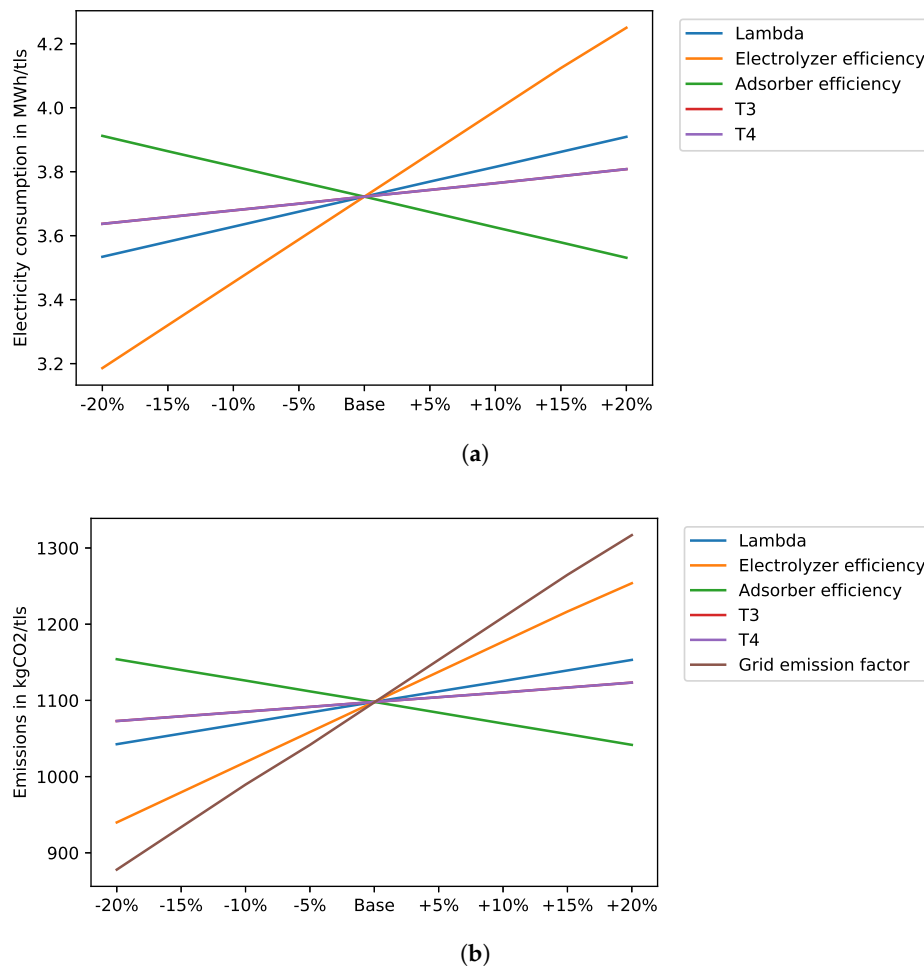 Electricity consumption in MWh/tls
4.2
4.0
3.8
3.6
3.4
3.2
-20% -15% -10% -5% Base +5% +10% +15% +20%
Lambda
Electrolyzer efficiency
Adsorber efficiency
T3
T4
(a)
Emissions in kgCO2/tls
1300
1200
1100
1000
900
-20% -15% -10% -5% Base +5% +10% +15% +20%
Lambda
Electrolyzer efficiency
Adsorber efficiency
T3
T4
Grid emission factor
(b)